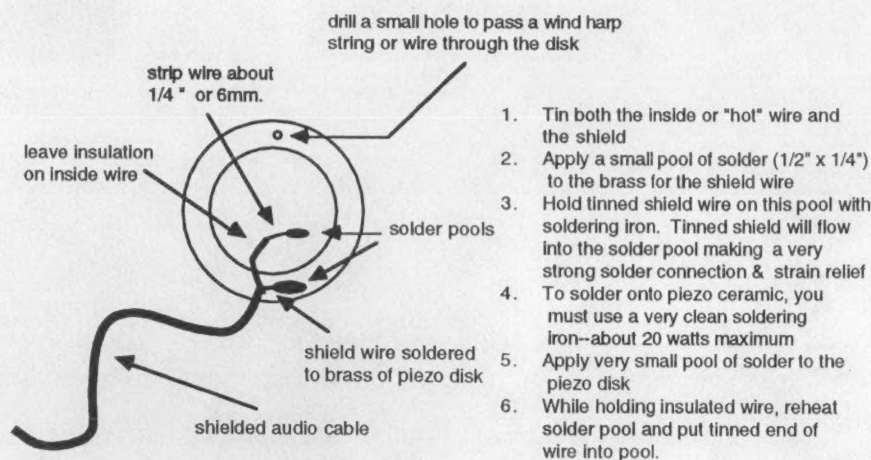 drill a small hole to pass a wind harp
string or wire through the disk
strip wire about
1/4 " or 6mm.
leave insulation
on inside wire
solder pools
shield wire soldered
to brass of piezo disk
shielded audio cable
1. Tin both the inside or "hot" wire and
the shield
2. Apply a small pool of solder (1/2" x 1/4")
to the brass for the shield wire
3. Hold tinned shield wire on this pool with
soldering iron. Tinned shield will flow
into the solder pool making a very
strong solder connection & strain relief
4. To solder onto piezo ceramic, you
must use a very clean soldering
iron--about 20 watts maximum
5. Apply very small pool of solder to the
piezo disk
6. While holding insulated wire, reheat
solder pool and put tinned end of
wire into pool.